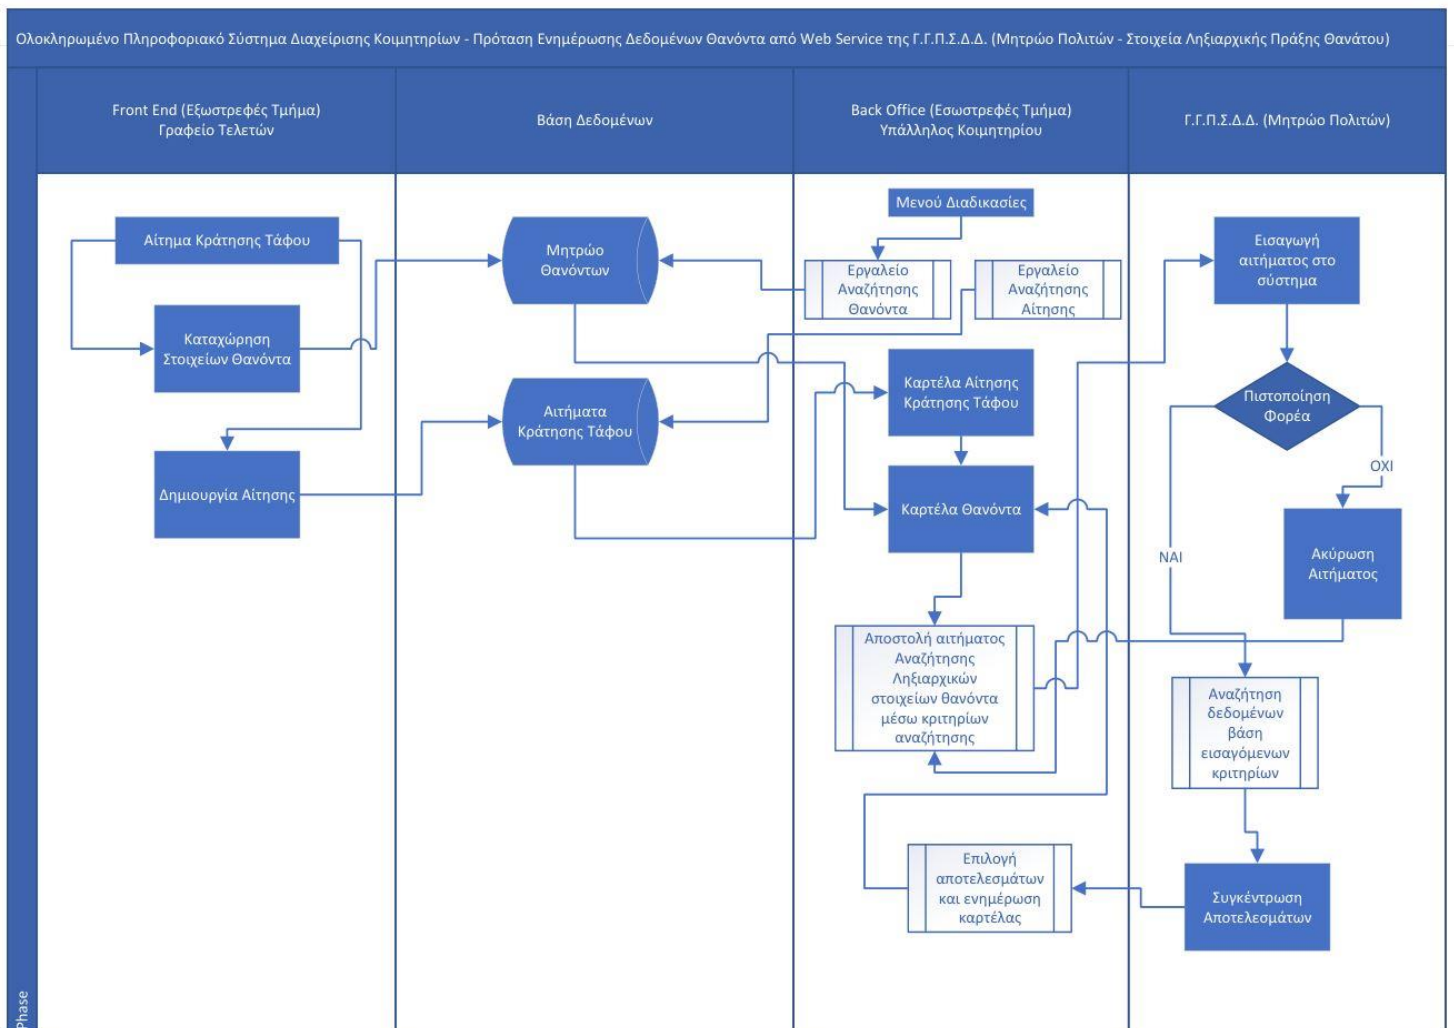 Ολοκληρωμένο Πληροφοριακό Σύστημα Διαχείρισης Κοιμητηρίων - Πρόταση Ενημέρωσης Δεδομένων Θανόντα από Web Service της Γ.Γ.Π.Σ.Δ.Δ. (Μητρώο Πολιτών - Στοιχεία Ληξιαρχικής Πράξης Θανάτου)
Front End (Εξωστρεφές Τμήμα)
Γραφείο Τελετών
Βάση Δεδομένων
Back Office (Εσωστρεφές Τμήμα)
Υπάλληλος Κοιμητηρίου
Γ.Γ.Π.Σ.Δ.Δ. (Μητρώο Πολιτών)
Αίτημα Κράτησης Τάφου
Καταχώρηση
Στοιχείων Θανόντα
Δημιουργία Αίτησης
Μητρώο
Θανόντων
Αιτήματα
Κράτησης Τάφου
Μενού Διαδικασίες
Εργαλείο
Αναζήτησης
Θανόντα
Εργαλείο
Αναζήτησης
Αίτησης
Καρτέλα Αίτησης
Κράτησης Τάφου
Καρτέλα Θανόντα
Αποστολή αιτήματος
Αναζήτησης
Ληξιαρχικών
στοιχείων θανόντα
μέσω κριτηρίων
αναζήτησης
Επιλογή
αποτελεσμάτων
και ενημέρωση
καρτέλας
Εισαγωγή
αιτήματος στο
σύστημα
Πιστοποίηση
Φορέα
ΟΧΙ
ΝΑΙ
Ακύρωση
Αιτήματος
Αναζήτηση
δεδομένων
βάση
εισαγόμενων
κριτηρίων
Συγκέντρωση
Αποτελεσμάτων
Phase